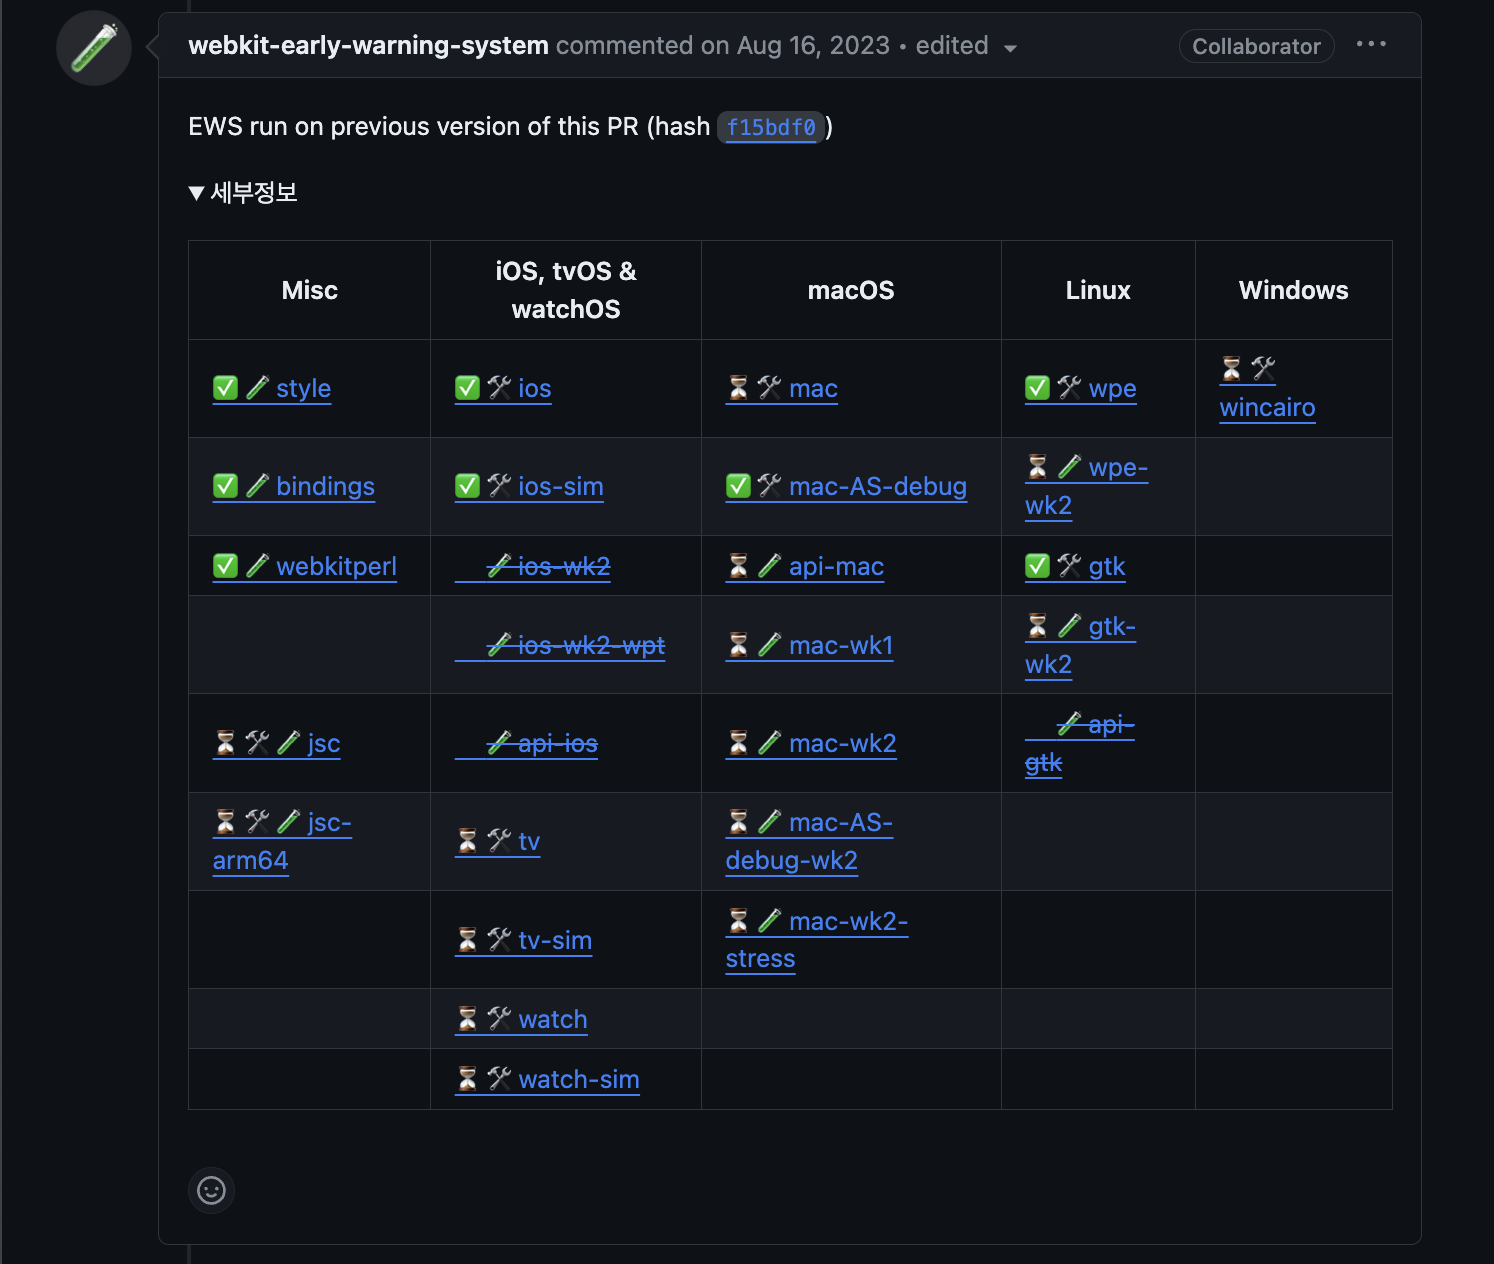 webkit-early-warning-system commented on Aug 16, 2023 • edited
Collaborator
EWS run on previous version of this PR (hash f15bdf0)
▼ 세부정보
Misc
iOS, tvOS &
watchOS
macOS
Linux
Windows
✅ 🧪 style
✅ 🛠 ios
⏳ 🛠 mac
✅ 🛠 wpe
⏳ 🛠
wincairo
✅ 🧪 bindings
✅ 🛠 ios-sim
✅ 🛠 mac-AS-debug
⏳ 🧪 wpe-
wk2
✅ 🧪 webkitperl
🧪 ios-wk2
⏳ 🧪 api-mac
✅ 🛠 gtk
🧪 ios-wk2-wpt
⏳ 🧪 mac-wk1
⏳ 🧪 gtk-
wk2
⏳ 🛠 🧪 jsc
🧪 api-ios
⏳ 🧪 mac-wk2
🧪 api-
gtk
⏳ 🛠 🧪 jsc-
arm64
⏳ 🛠 tv
⏳ 🧪 mac-AS-
debug-wk2
⏳ 🛠 tv-sim
⏳ 🧪 mac-wk2-
stress
⏳ 🛠 watch
⏳ 🛠 watch-sim